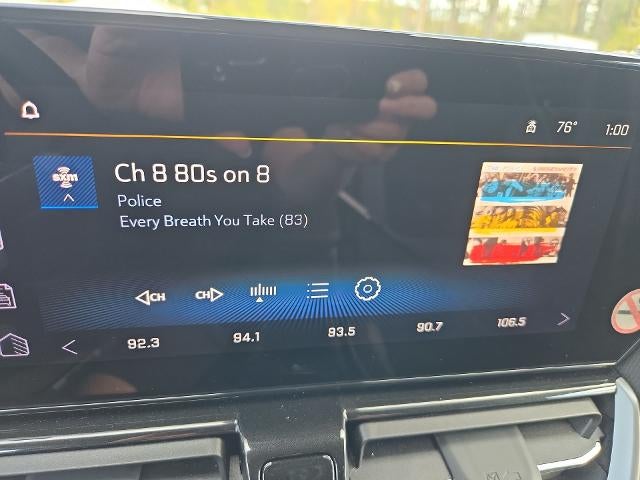 76° 1:00
sxm
Ch 8 80s on 8
Police
Every Breath You Take (83)
CH CH
92.3 94.1 93.5 90.7 106.5